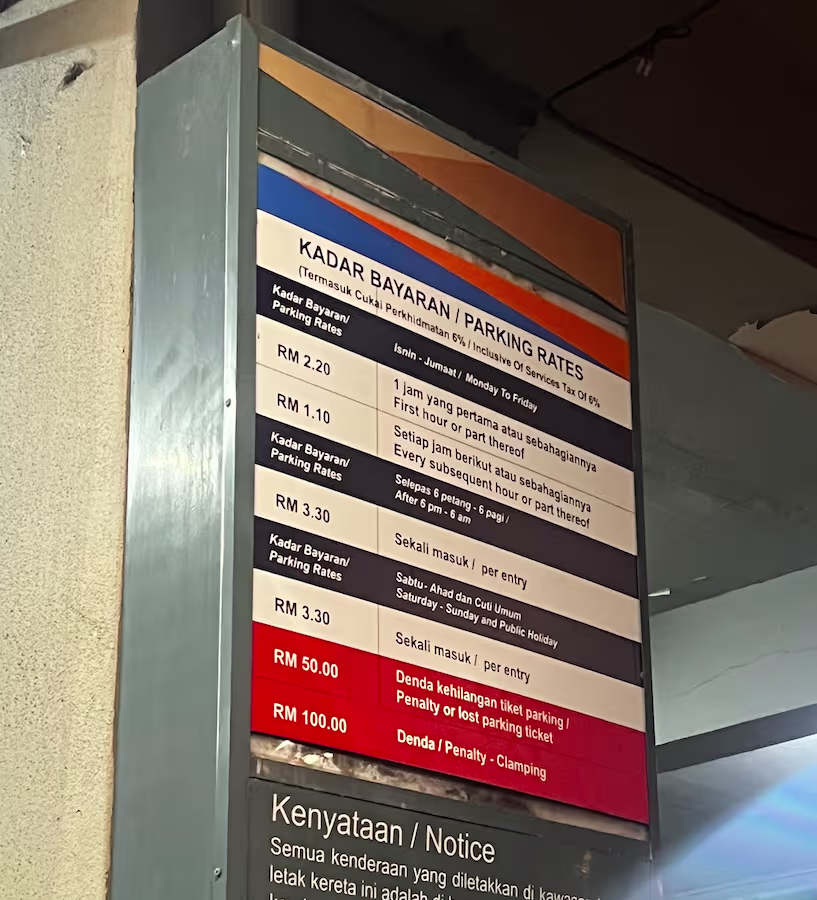 KADAR BAYARAN / PARKING RATES
(Termasuk Cukai Perkhidmatan 6% / Inclusive Of Services Tax Of 6%
Kadar Bayaran/
Parking Rates
Isnin - Jumaat / Monday To Friday
RM 2.20
1 jam yang pertama atau sebahagiannya
First hour or part thereof
RM 1.10
Setiap jam berikut atau sebahagiannya
Every subsequent hour or part thereof
Kadar Bayaran/
Parking Rates
Selepas 6 petang - 6 pagi /
After 6 pm - 6 am
RM 3.30
Sekali masuk / per entry
Kadar Bayaran/
Parking Rates
Sabtu- Ahad dan Cuti Umum
Saturday - Sunday and Public Holiday
RM 3.30
Sekali masuk / per entry
RM 50.00
Denda kehilangan tiket parking /
Penalty or lost parking ticket
RM 100.00
Denda / Penalty - Clamping
Kenyataan / Notice
Semua kenderaan yang diletakkan di
letak kereta ini adalah